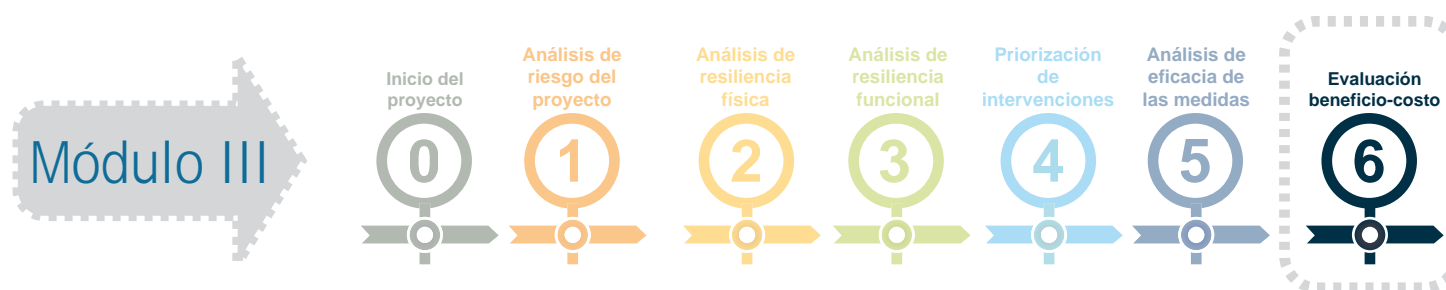 Módulo III
Inicio del
proyecto
0
Análisis de
riesgo del
proyecto
1
Análisis de
resiliencia
física
2
Análisis de
resiliencia
funcional
3
Priorización
de
intervenciones
4
Análisis de
eficacia de
las medidas
5
Evaluación
beneficio-costo
6